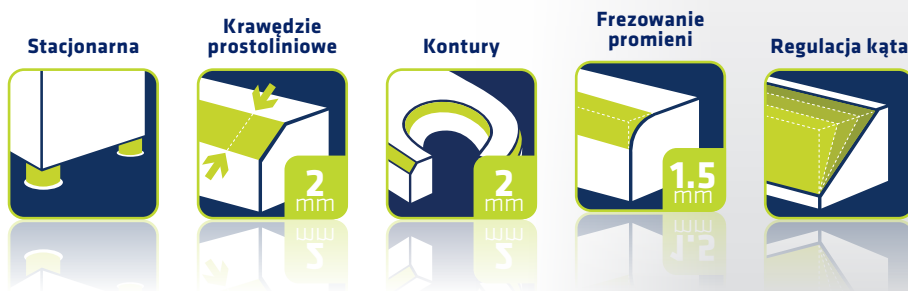 Stacjonarna
Krawędzie
prostoliniowe
Kontury
Frezowanie
promieni
Regulacja kąta
2
mm
2
mm
1.5
mm